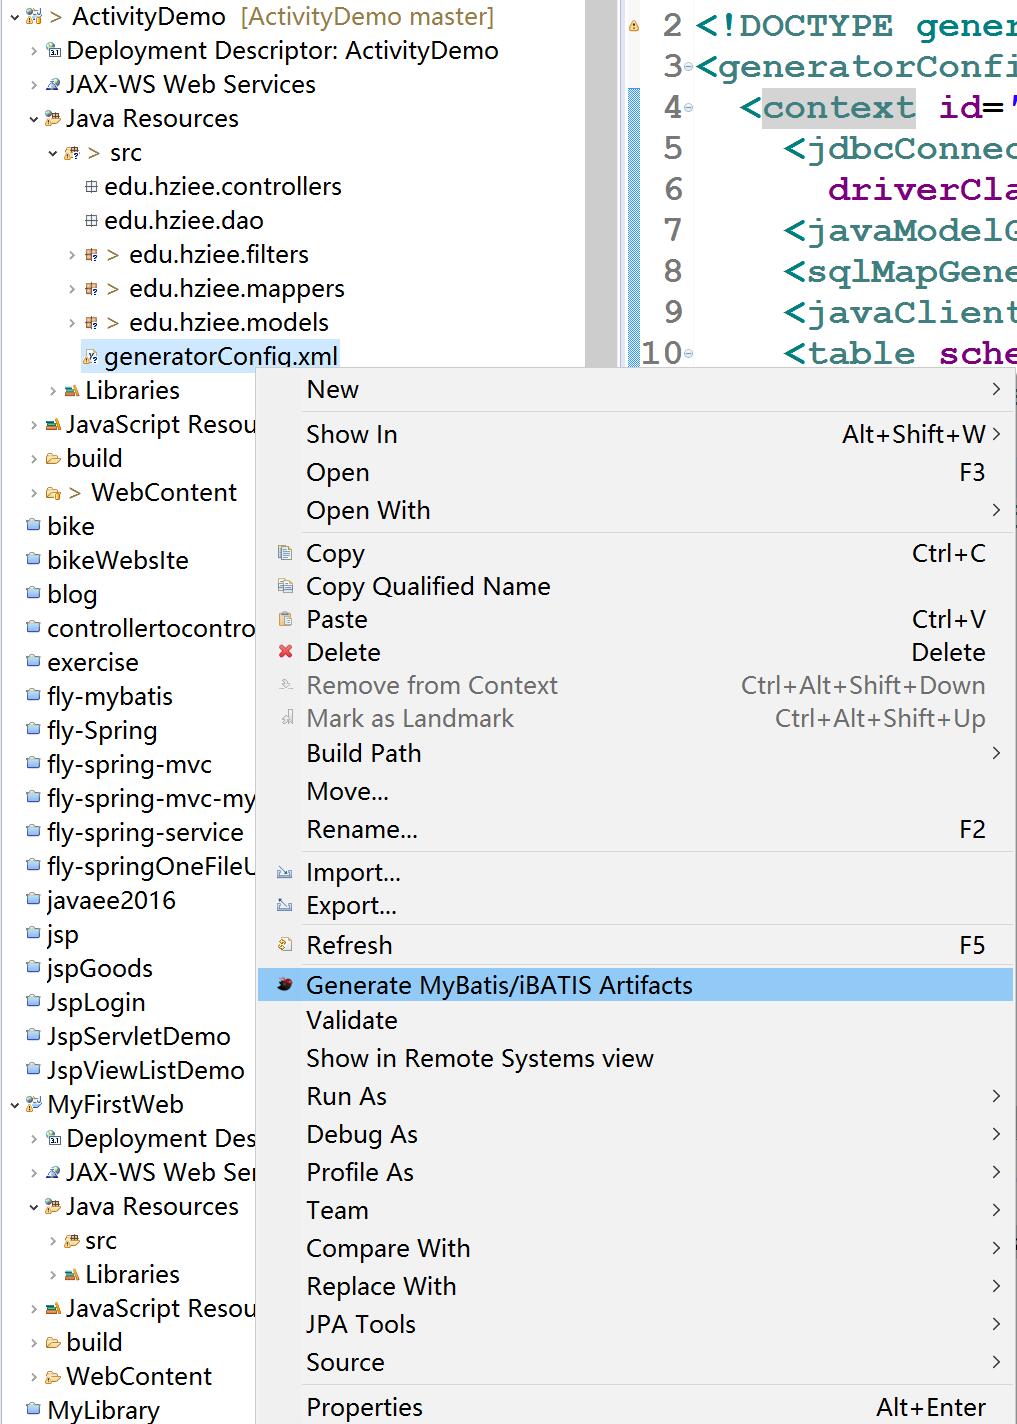 > ActivityDemo [ActivityDemo master]
Deployment Descriptor: ActivityDemo
JAX-WS Web Services
Java Resources
> src
edu.hziee.controllers
edu.hziee.dao
> edu.hziee.filters
> edu.hziee.mappers
> edu.hziee.models
generatorConfig.xml
Libraries
JavaScript Resou
build
> WebContent
bike
bikeWebsIte
blog
controllertocontro
exercise
fly-mybatis
fly-Spring
fly-spring-mvc
fly-spring-mvc-my
fly-spring-service
fly-springOneFileU
javaee2016
jsp
jspGoods
JspLogin
JspServletDemo
JspViewListDemo
MyFirstWeb
Deployment Des
JAX-WS Web Ser
Java Resources
src
Libraries
JavaScript Resou
build
WebContent
MyLibrary
2 <!DOCTYPE gener
3 <generatorConfi
4 <context id="
5 <jdbcConnec
6 driverCla
7 <javaModelG
8 <sqlMapGene
9 <javaClient
10 <table sche
New
Show In Alt+Shift+W
Open F3
Open With
Copy Ctrl+C
Copy Qualified Name
Paste Ctrl+V
Delete Delete
Remove from Context Ctrl+Alt+Shift+Down
Mark as Landmark Ctrl+Alt+Shift+Up
Build Path
Move...
Rename... F2
Import...
Export...
Refresh F5
Generate MyBatis/iBATIS Artifacts
Validate
Show in Remote Systems view
Run As
Debug As
Profile As
Team
Compare With
Replace With
JPA Tools
Source
Properties Alt+Enter